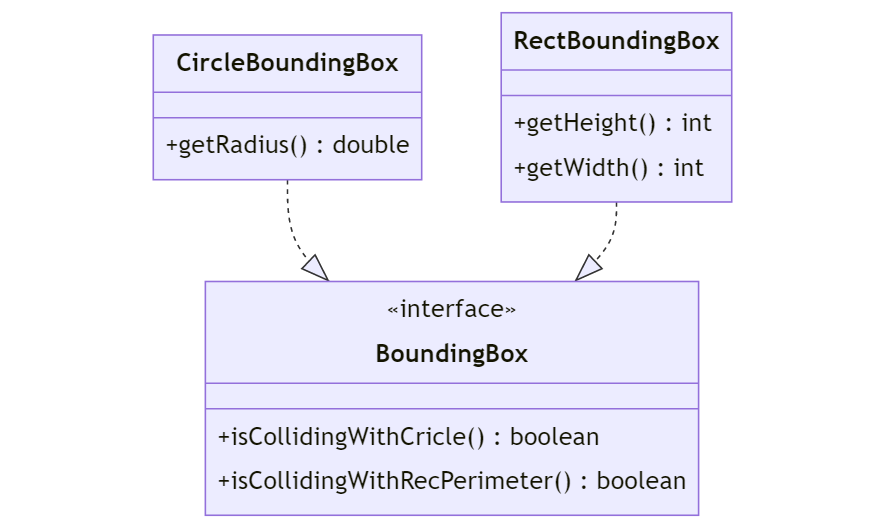 CircleBoundingBox
+getRadius() : double
RectBoundingBox
+getHeight() : int
+getWidth() : int
«interface»
BoundingBox
+isCollidingWithCricle() : boolean
+isCollidingWithRecPerimeter() : boolean